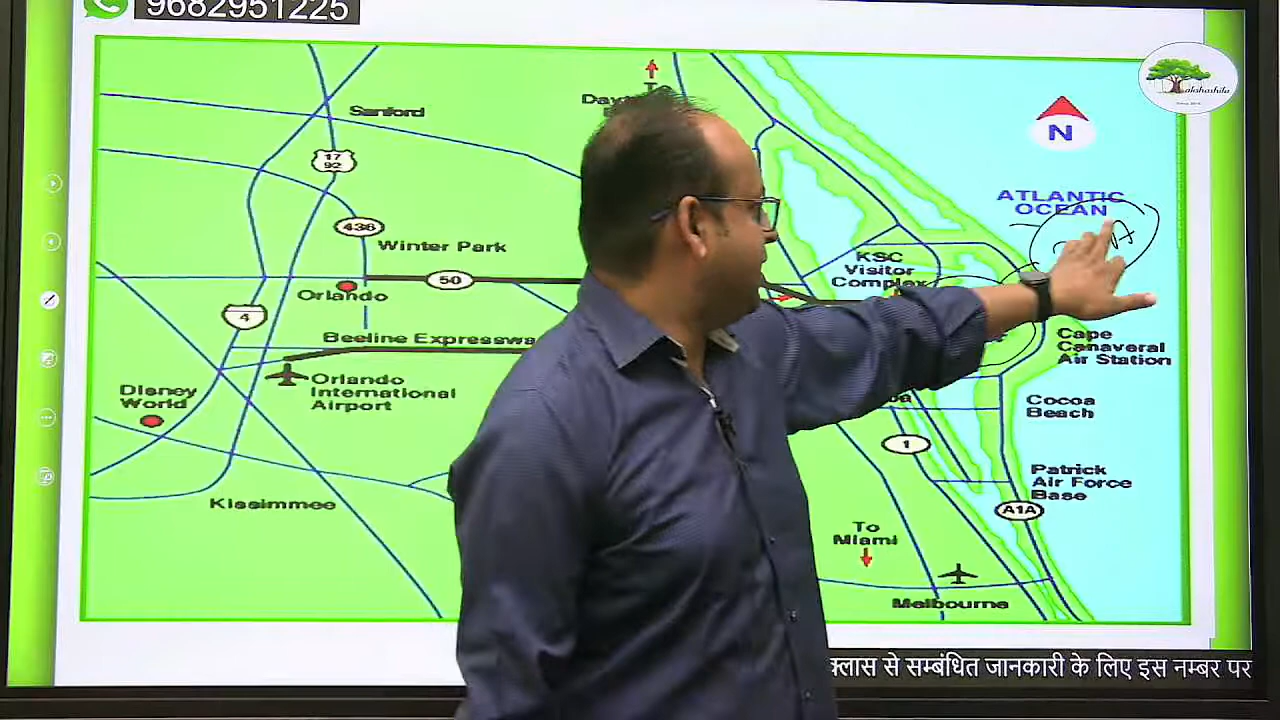 9682951225
akshashila
Sanford
17
92
436
N
ATLANTIC
OCEAN
Winter Park
KSC
Visitor
Complex
50
Orlando
4
Beeline Expresswa
Cape
Canaveral
Air Station
Orlando
International
Airport
Disney
World
Cocoa
Beach
1
Patrick
Air Force
Base
Kissimmee
A1A
To
Miami
Melbourne
क्लास से सम्बंधित जानकारी के लिए इस नम्बर पर